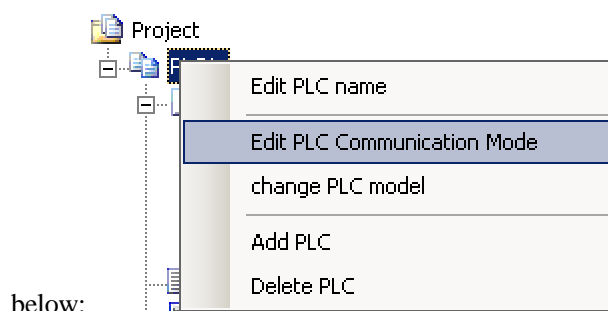 Project
Edit PLC name
Edit PLC Communication Mode
change PLC model
Add PLC
Delete PLC
below: